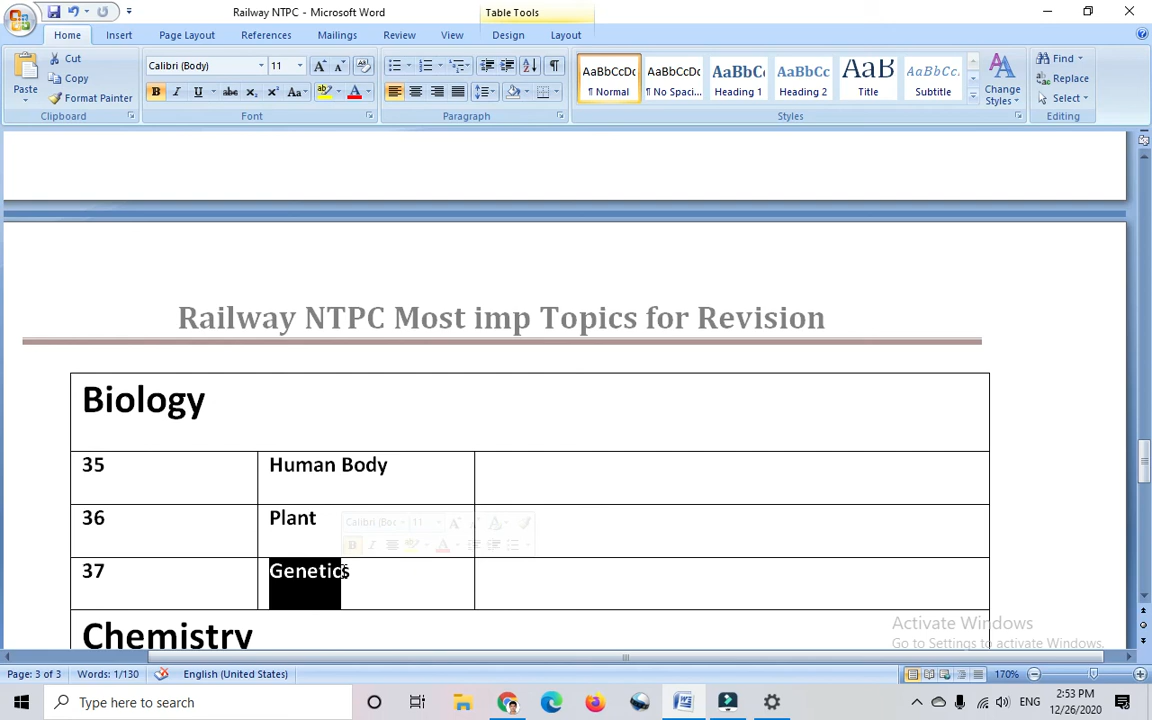 Railway NTPC - Microsoft Word
Table Tools
Home Insert Page Layout References Mailings Review View Design Layout
Paste
Cut
Copy
Format Painter
Clipboard
Calibri (Body) 11
B I U abe Aa
Font
Paragraph
AaBbCcDc AaBbCcDc AaBbCc AaBbCc AaB AaBbCc.
¶ Normal ¶ No Spaci... Heading 1 Heading 2 Title Subtitle
Styles
Change
Styles
Find
Replace
Select
Editing
Railway NTPC Most imp Topics for Revision
Biology
35 Human Body
36 Plant
Calibri (Boc 11
37 Genetics
Chemistry
Activate Windows
Go to Settings to activate Windows.
Page: 3 of 3 Words: 1/130 English (United States) 170%
Type here to search
ENG
2:53 PM
12/26/2020